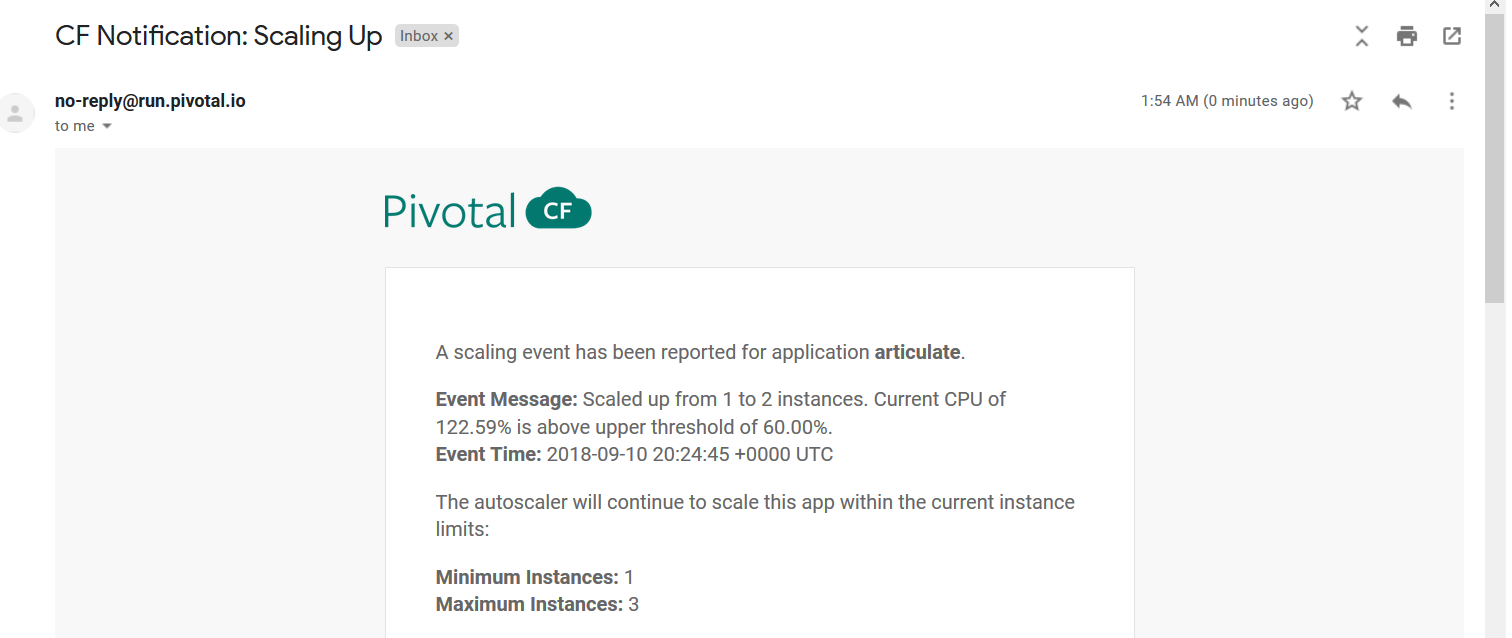 CF Notification: Scaling Up Inbox ×
no-reply@run.pivotal.io 1:54 AM (0 minutes ago)
to me
Pivotal CF
A scaling event has been reported for application articulate.
Event Message: Scaled up from 1 to 2 instances. Current CPU of
122.59% is above upper threshold of 60.00%.
Event Time: 2018-09-10 20:24:45 +0000 UTC
The autoscaler will continue to scale this app within the current instance
limits:
Minimum Instances: 1
Maximum Instances: 3